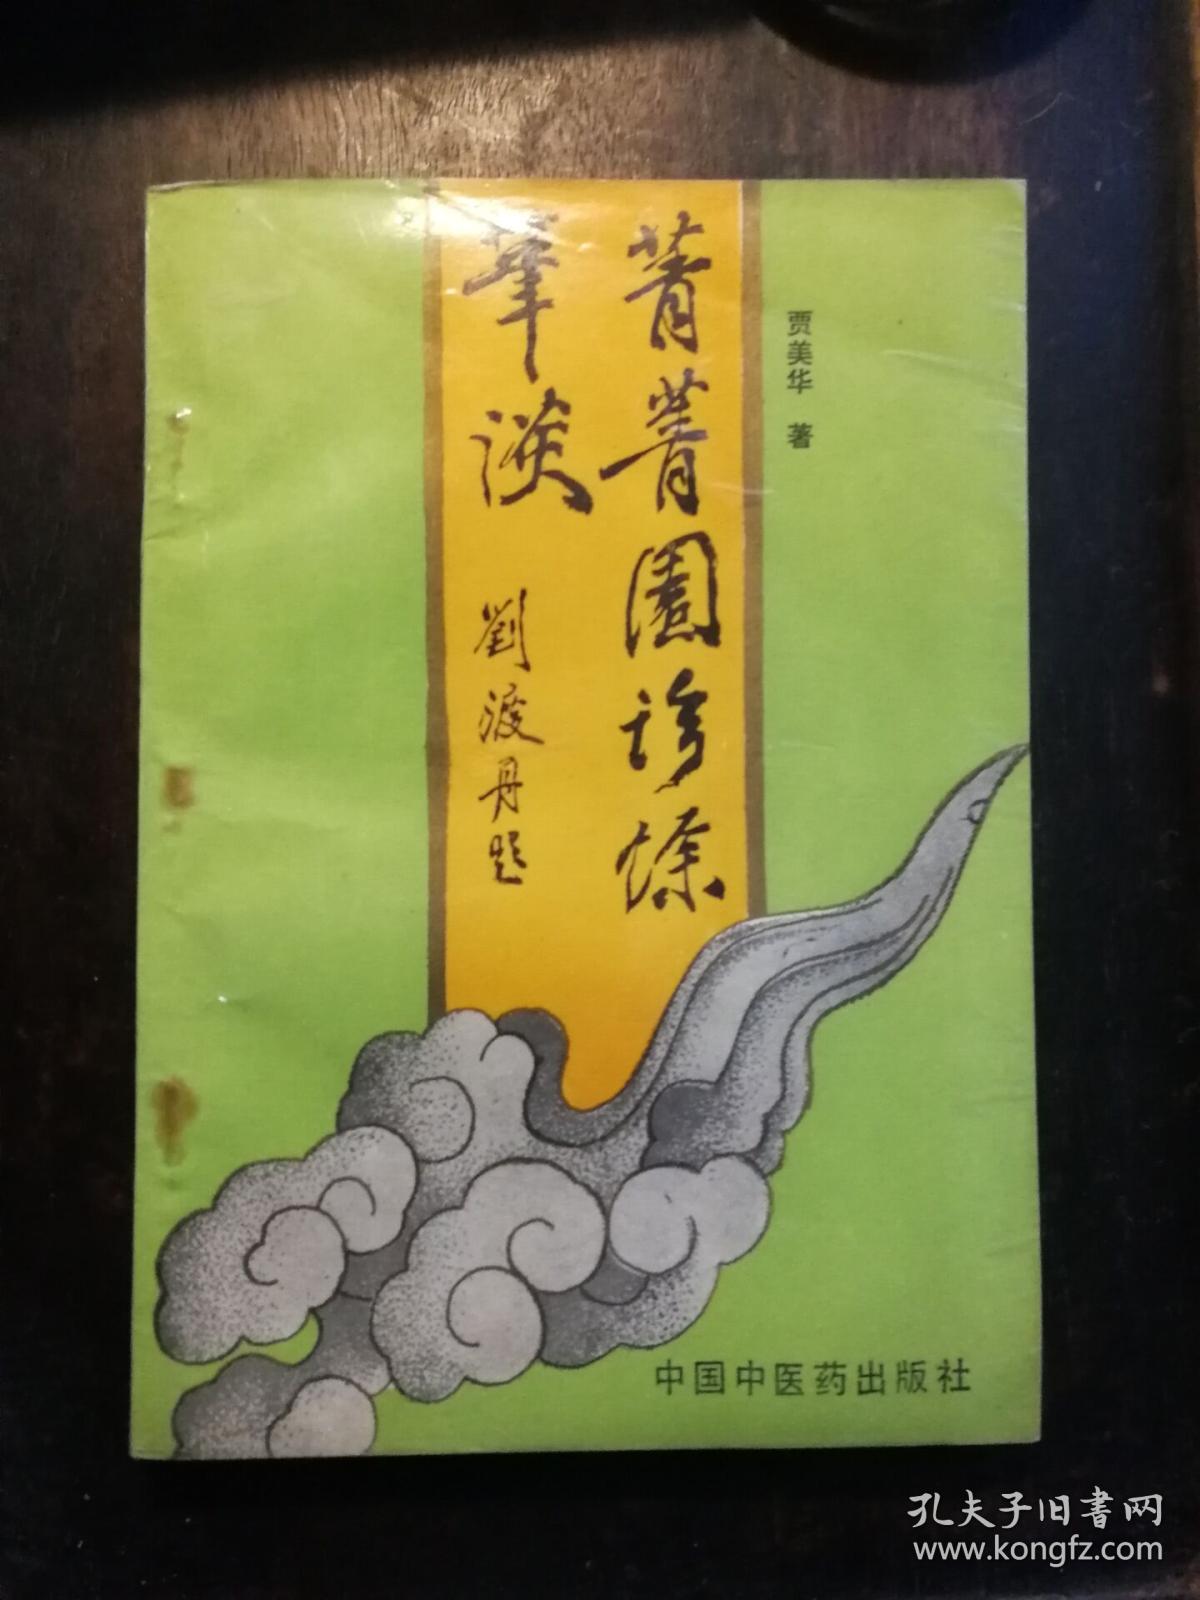 菁菁園診餘
筆談
劉渡舟題
贾美华 著
中国中医药出版社
孔夫子旧書网
www.kongfz.com